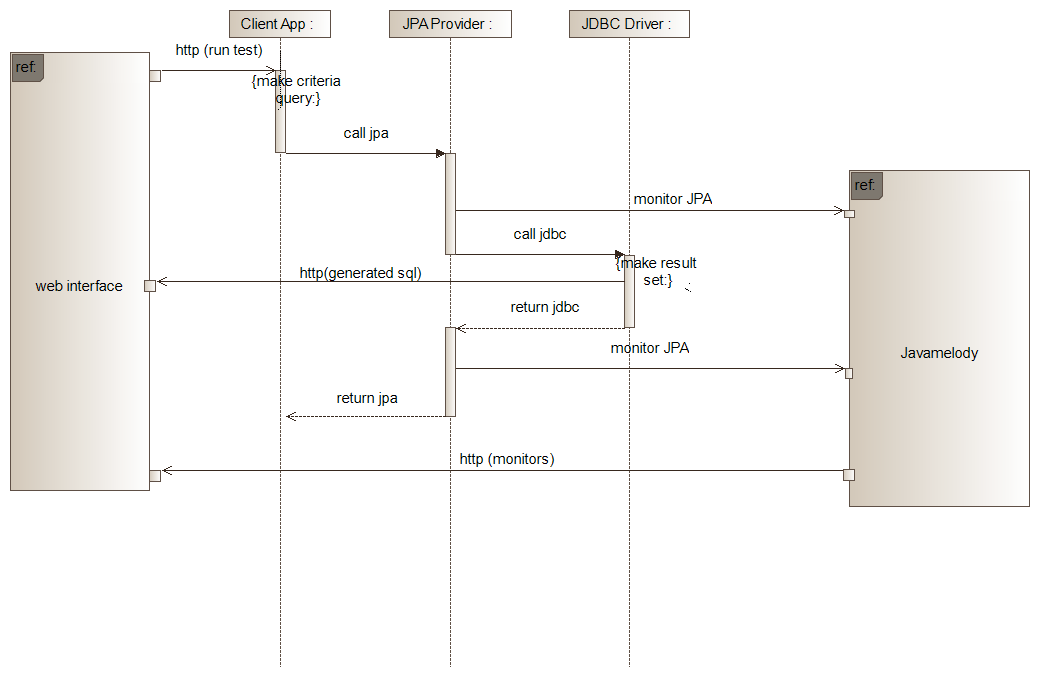 Client App :
JPA Provider :
JDBC Driver :
http (run test)
ref:
{make criteria
query:}
call jpa
ref:
monitor JPA
call jdbc
{make result
set:}
http(generated sql)
web interface
return jdbc
monitor JPA
Javamelody
return jpa
http (monitors)